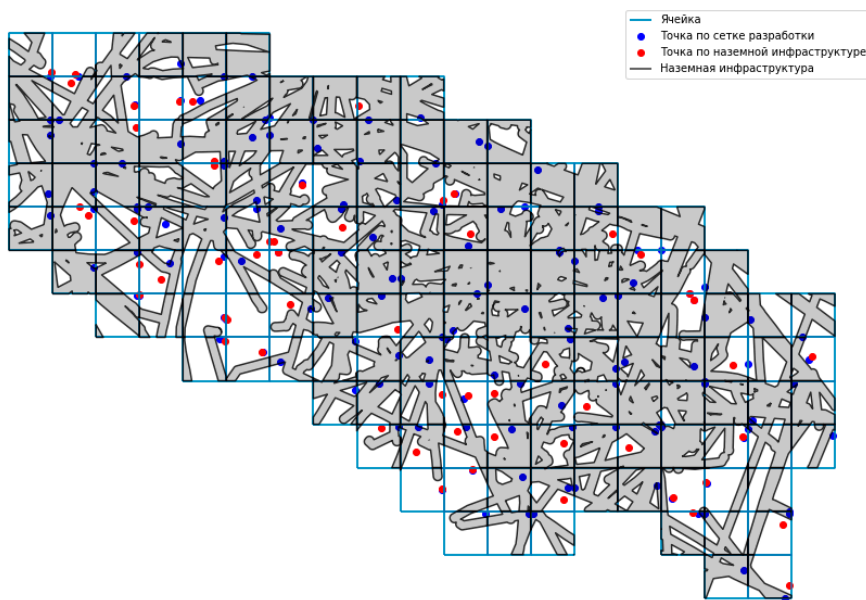 Ячейка
Точка по сетке разработки
Точка по наземной инфраструктуре
Наземная инфраструктура